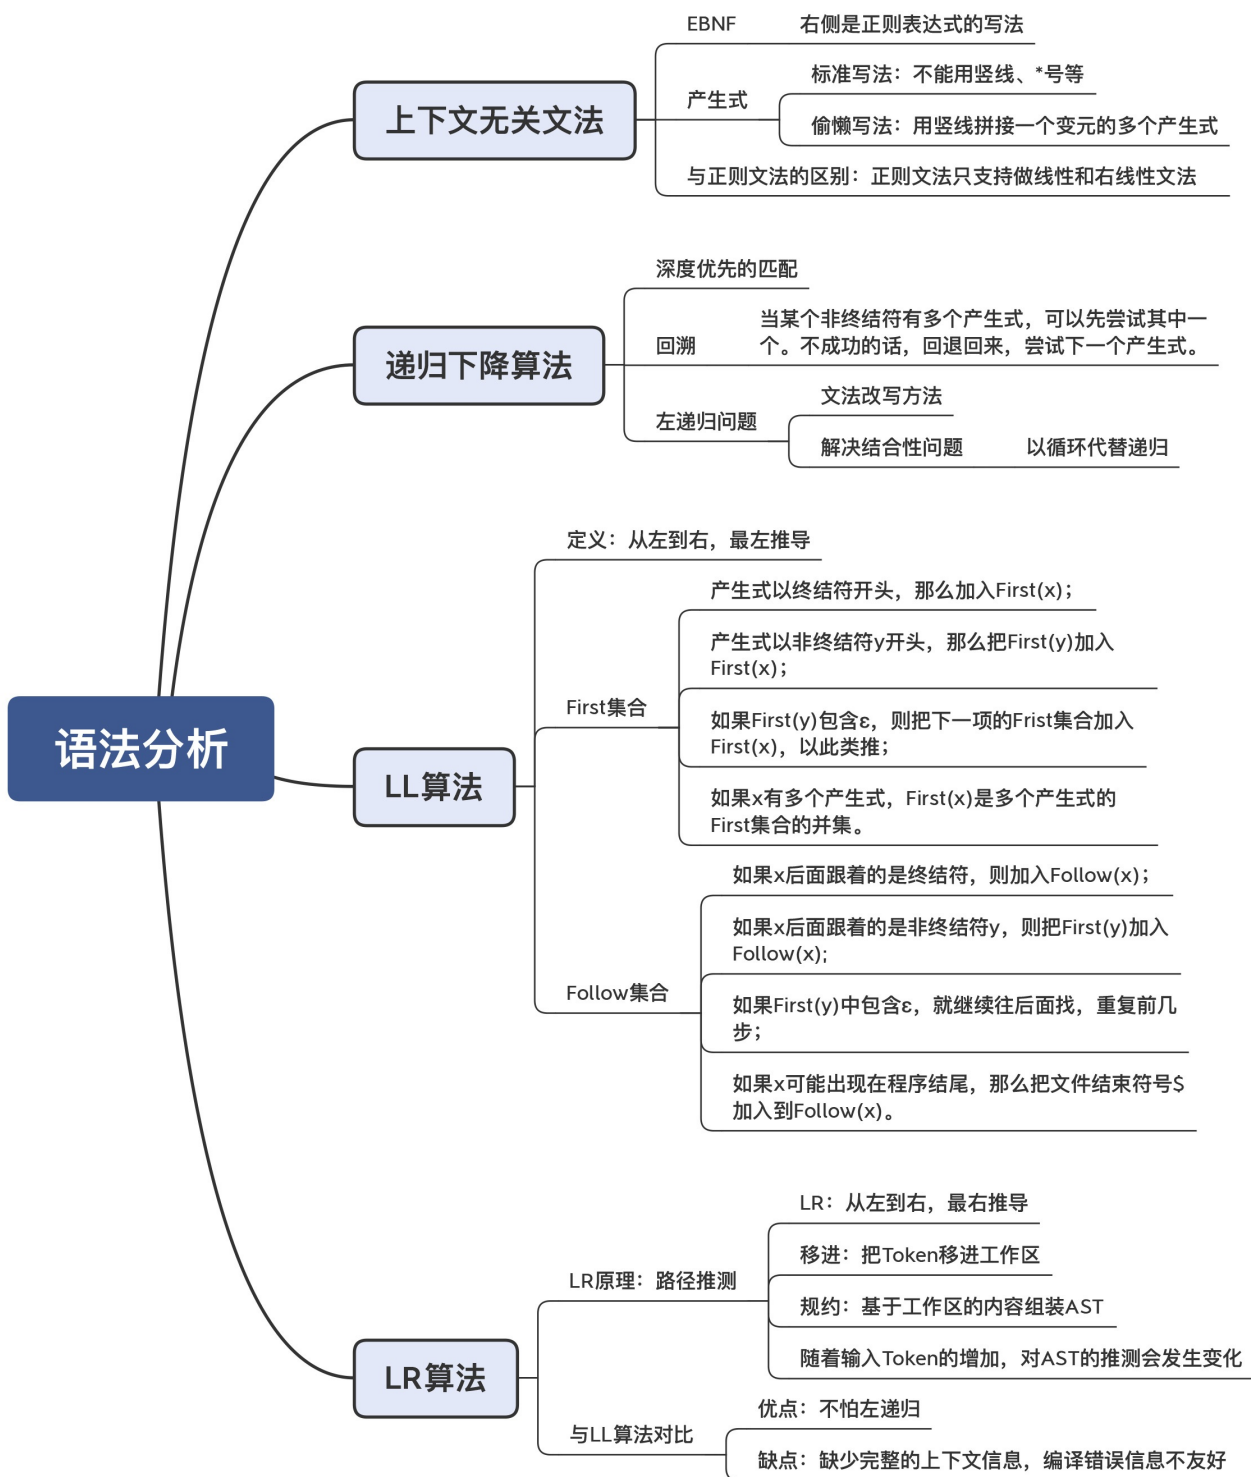 语法分析
上下文无关文法
EBNF
右侧是正则表达式的写法
产生式
标准写法：不能用竖线、*号等
偷懒写法：用竖线拼接一个变元的多个产生式
与正则文法的区别：正则文法只支持做线性和右线性文法
递归下降算法
深度优先的匹配
回溯
当某个非终结符有多个产生式，可以先尝试其中一
个。不成功的话，回退回来，尝试下一个产生式。
左递归问题
文法改写方法
解决结合性问题
以循环代替递归
LL算法
定义：从左到右，最左推导
First集合
产生式以终结符开头，那么加入First(x)；
产生式以非终结符y开头，那么把First(y)加入
First(x)；
如果First(y)包含ε，则把下一项的Frist集合加入
First(x)，以此类推；
如果x有多个产生式，First(x)是多个产生式的
First集合的并集。
Follow集合
如果x后面跟着的是终结符，则加入Follow(x)；
如果x后面跟着的是非终结符y，则把First(y)加入
Follow(x);
如果First(y)中包含ε，就继续往后面找，重复前几
步；
如果x可能出现在程序结尾，那么把文件结束符号$
加入到Follow(x)。
LR算法
LR原理：路径推测
LR：从左到右，最右推导
移进：把Token移进工作区
规约：基于工作区的内容组装AST
随着输入Token的增加，对AST的推测会发生变化
与LL算法对比
优点：不怕左递归
缺点：缺少完整的上下文信息，编译错误信息不友好